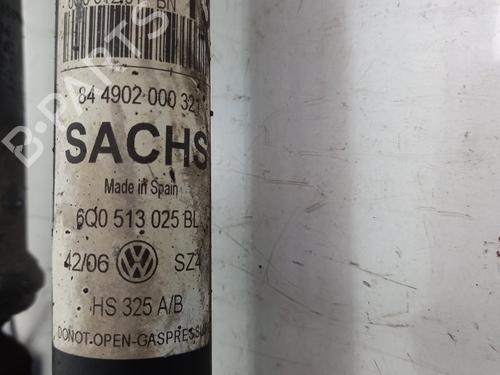 84 4902 000 32
SACHS
Made in Spain
6Q0 513 025 BL
42/06 SZ4
HS 325 A/B
DONOT-OPEN-GASPRESSU
B-PARTS